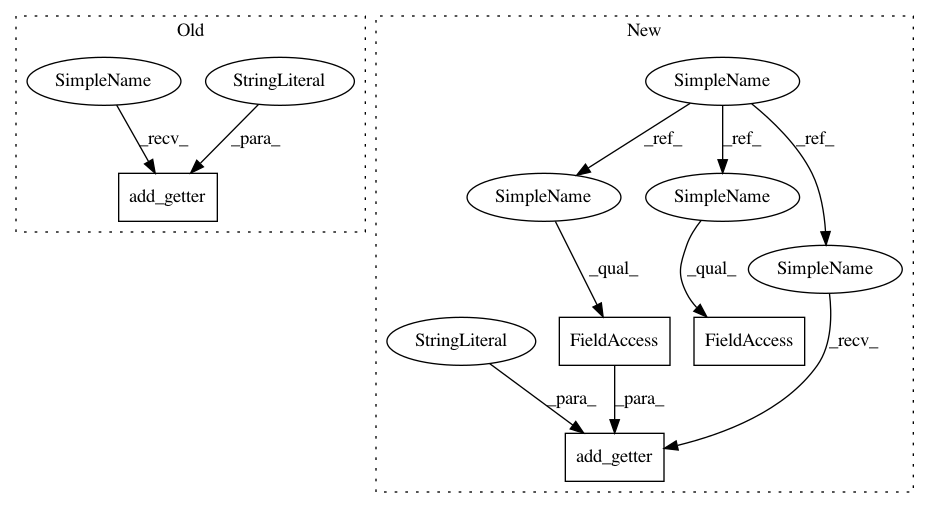 Old
SimpleName
StringLiteral
_recv_
_para_
add_getter
New
SimpleName
_ref_
_ref_
_ref_
SimpleName
SimpleName
SimpleName
_qual_
_qual_
StringLiteral
FieldAccess
FieldAccess
_recv_
_para_
_para_
add_getter